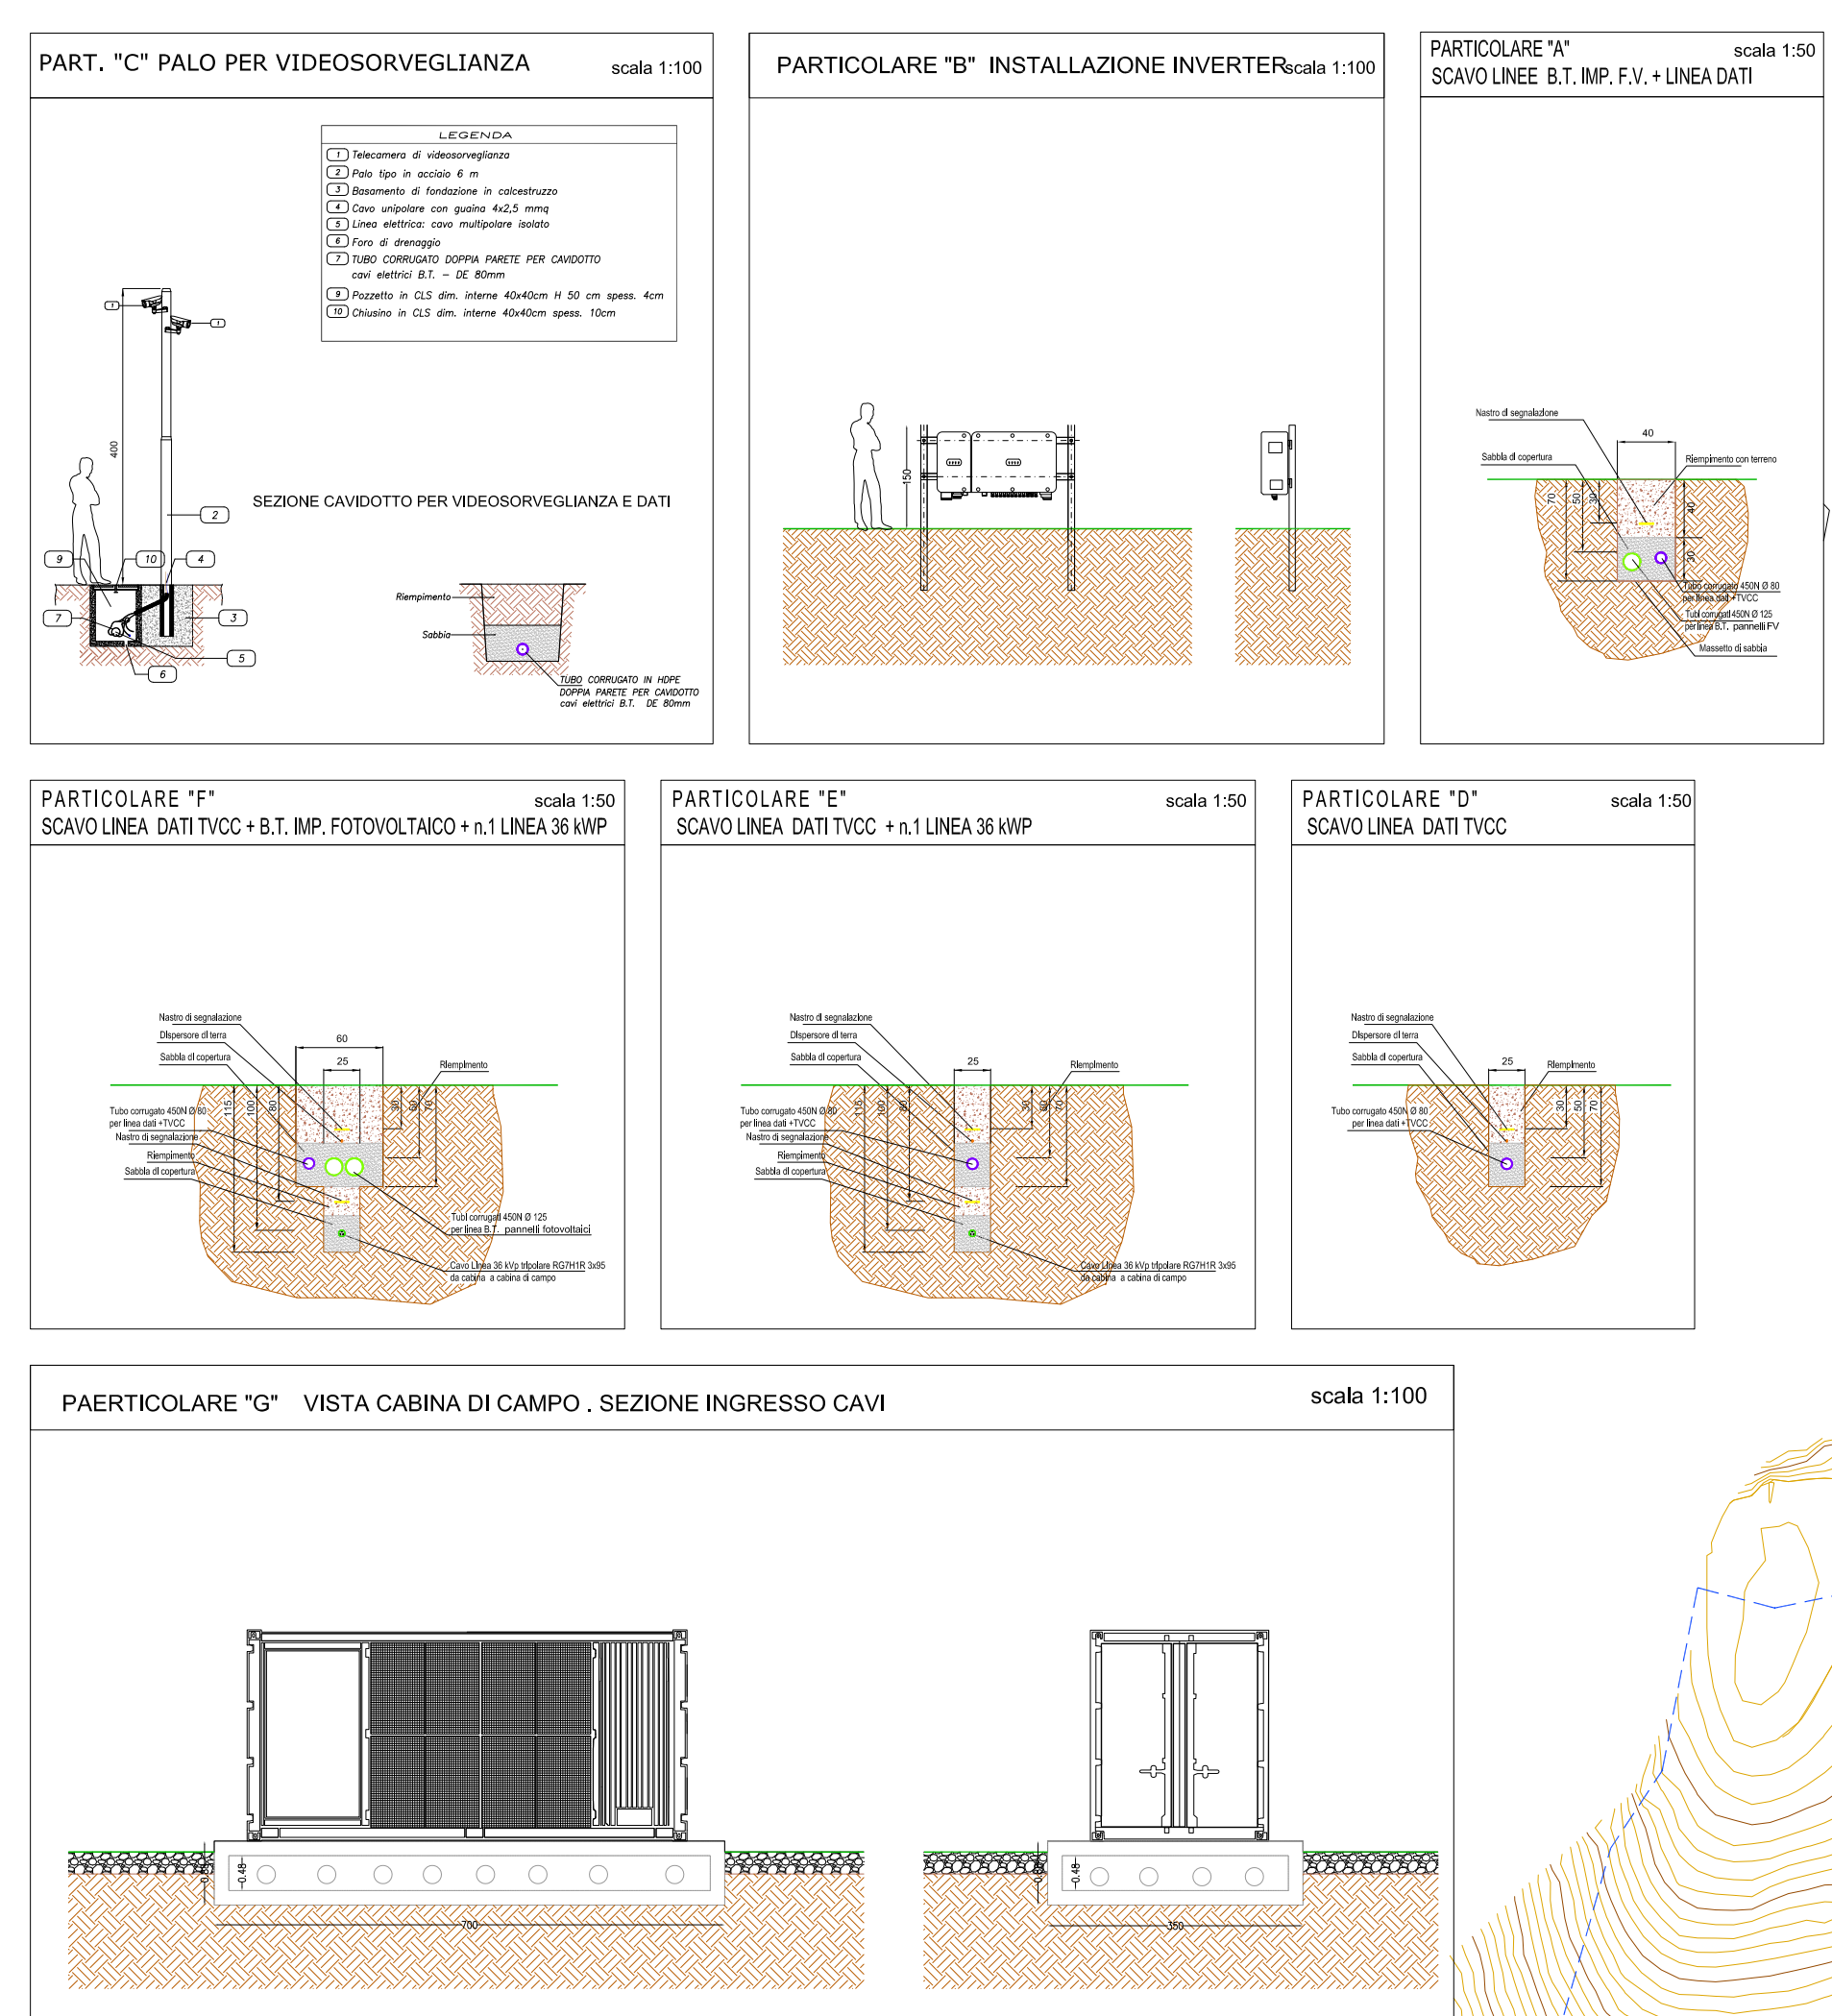 PART. "C" PALO PER VIDEOSORVEGLIANZA
scala 1:100
LEGENDA
1 Telecamera di videosorveglianza
2 Palo tipo in acciaio 6 m
3 Basamento di fondazione in calcestruzzo
4 Cavo unipolare con guaina 4x2,5 mmq
5 Linea elettrica: cavo multipolare isolato
6 Foro di drenaggio
7 TUBO CORRUGATO DOPPIA PARETE PER CAVIDOTTO
cavi elettrici B.T. – DE 80mm
9 Pozzetto in CLS dim. interne 40x40cm H 50 cm spess. 4cm
10 Chiusino in CLS dim. interne 40x40cm spess. 10cm
1
1
400
2
9
10
4
7
3
5
6
SEZIONE CAVIDOTTO PER VIDEOSORVEGLIANZA E DATI
Riempimento
Sabbia
TUBO CORRUGATO IN HDPE
DOPPIA PARETE PER CAVIDOTTO
cavi elettrici B.T. DE 80mm
PARTICOLARE "B" INSTALLAZIONE INVERTER
scala 1:100
150
PARTICOLARE "A"
scala 1:50
SCAVO LINEE B.T. IMP. F.V. + LINEA DATI
Nastro di segnalazione
40
Sabbia di copertura
Riempimento con terreno
70
50
30
40
30
Tubo corrugato 450N Ø 80
per linea dati +TVCC
Tubi corrugati 450N Ø 125
per linea B.T. pannelli FV
Massetto di sabbia
PARTICOLARE "F"
scala 1:50
SCAVO LINEA DATI TVCC + B.T. IMP. FOTOVOLTAICO + n.1 LINEA 36 kWP
Nastro di segnalazione
Dispersore di terra
Sabbia di copertura
60
25
Riempimento
115
100
80
30
50
70
Tubo corrugato 450N Ø 80
per linea dati +TVCC
Nastro di segnalazione
Riempimento
Sabbia di copertura
Tubi corrugati 450N Ø 125
per linea B.T. pannelli fotovoltaici
Cavo Linea 36 kVp tripolare RG7H1R 3x95
da cabina a cabina di campo
PARTICOLARE "E"
scala 1:50
SCAVO LINEA DATI TVCC + n.1 LINEA 36 kWP
Nastro di segnalazione
Dispersore di terra
Sabbia di copertura
25
Riempimento
115
100
80
30
60
70
Tubo corrugato 450N Ø 80
per linea dati +TVCC
Nastro di segnalazione
Riempimento
Sabbia di copertura
Cavo Linea 36 kVp tripolare RG7H1R 3x95
da cabina a cabina di campo
PARTICOLARE "D"
scala 1:50
SCAVO LINEA DATI TVCC
Nastro di segnalazione
Dispersore di terra
Sabbia di copertura
25
Riempimento
30
50
70
Tubo corrugato 450N Ø 80
per linea dati +TVCC
PAERTICOLARE "G" VISTA CABINA DI CAMPO . SEZIONE INGRESSO CAVI
scala 1:100
-0.48
700
-0.48
350